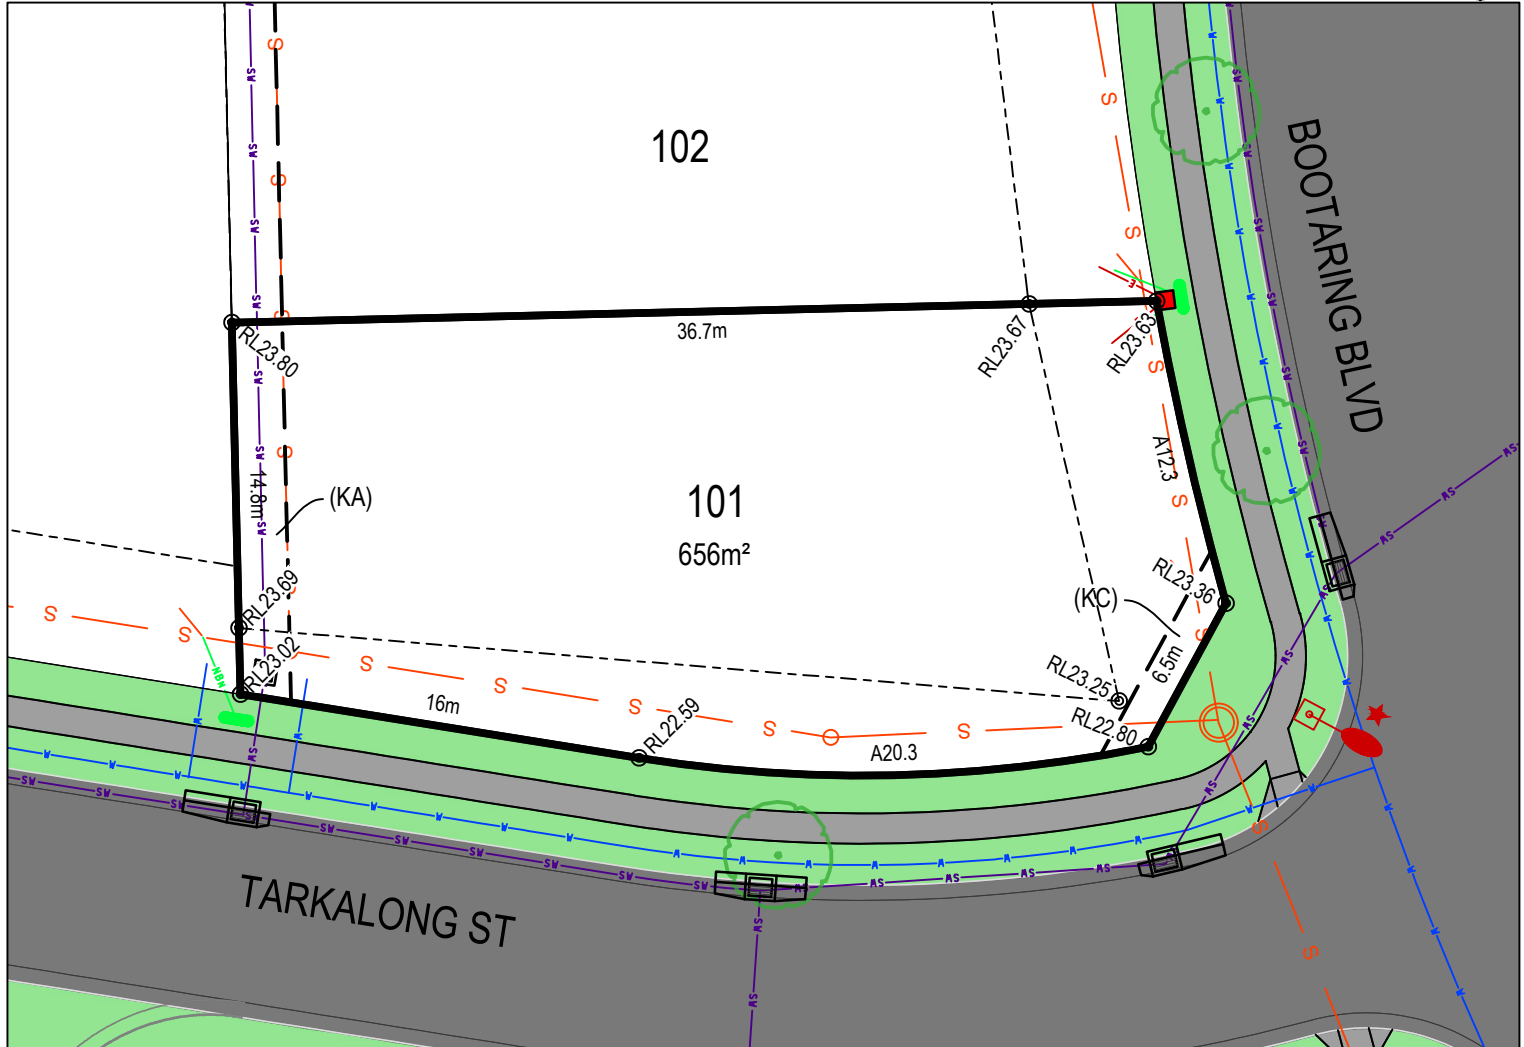 102
BOOTARING BLVD
36.7m
RL23.80
RL23.67
RL23.63
E
A12.3
14.8m
(KA)
101
656m²
RL23.36
(KC)
RL23.69
RL23.02
NBN
16m
RL22.59
A20.3
RL23.25
RL22.80
6.5m
TARKALONG ST
S
SW
W